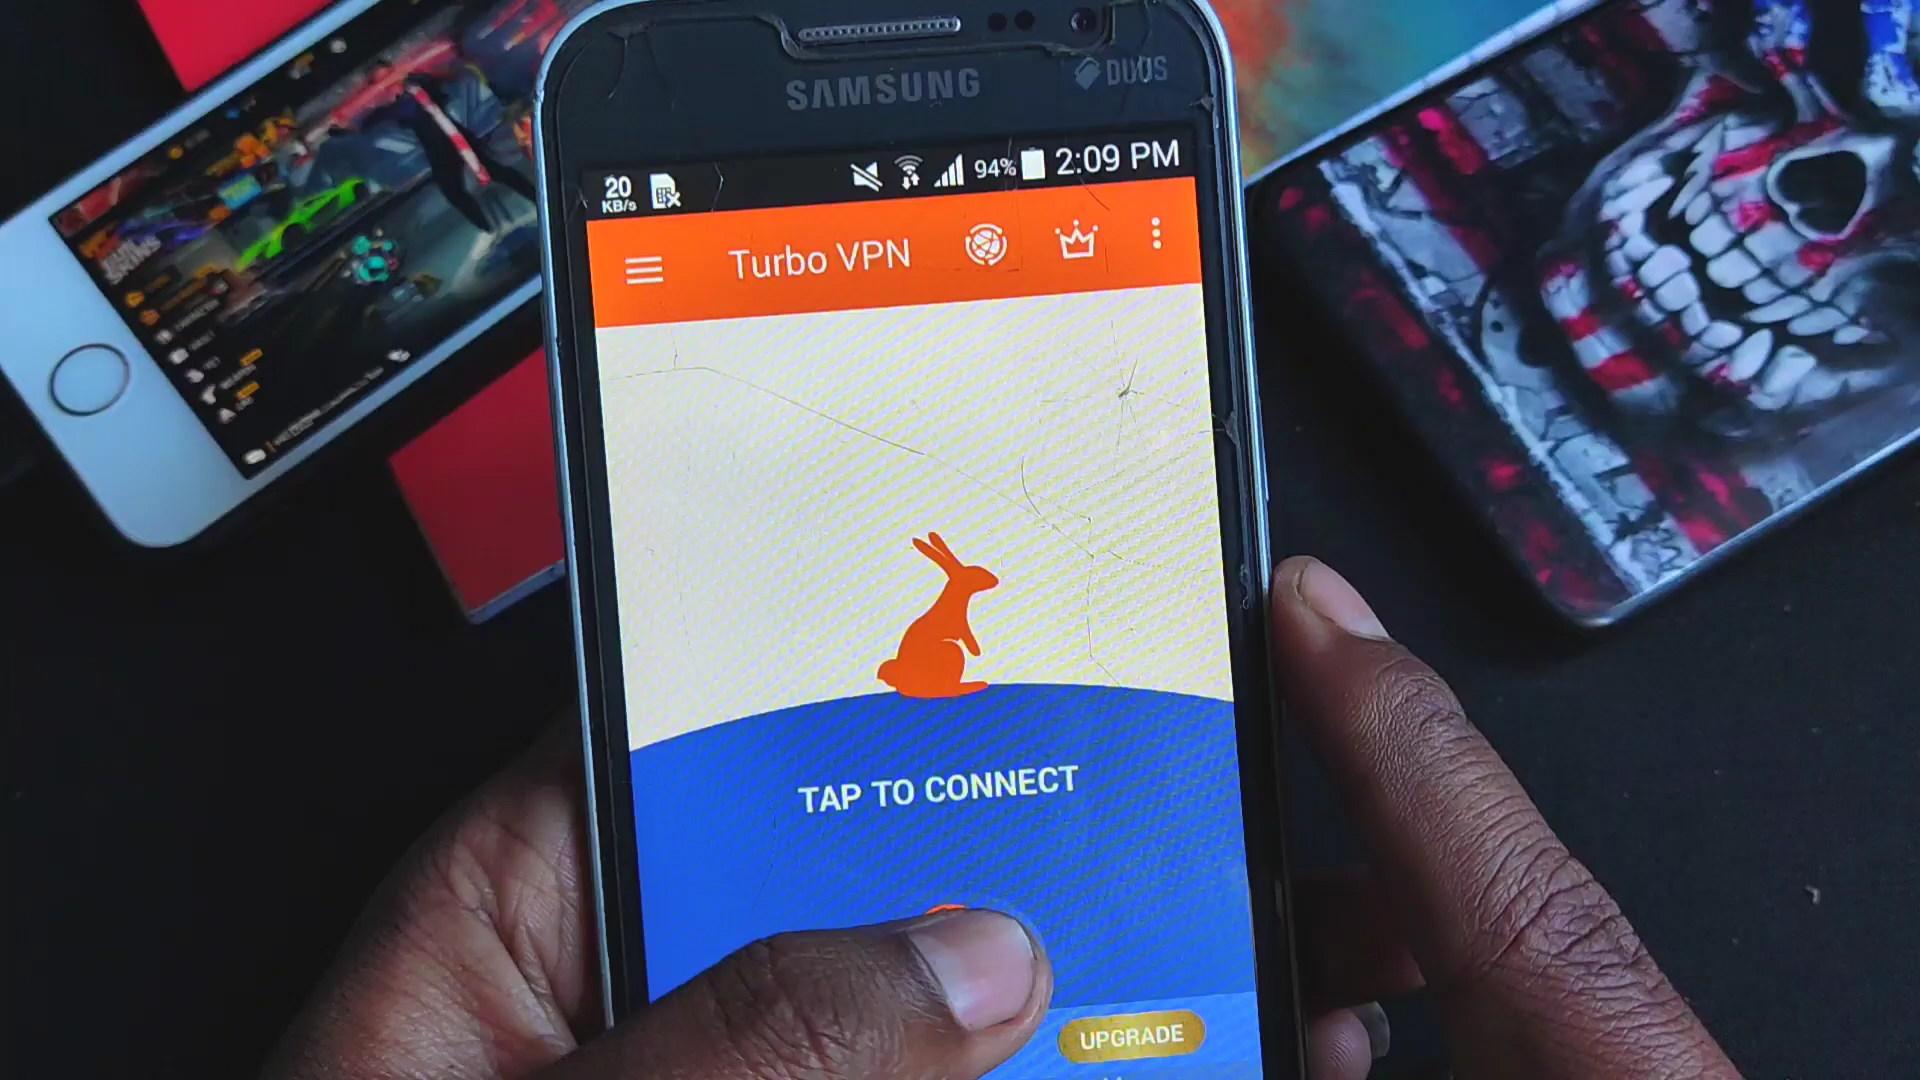 SAMSUNG
DUOS
20
KB/s
94%
2:09 PM
Turbo VPN
TAP TO CONNECT
UPGRADE